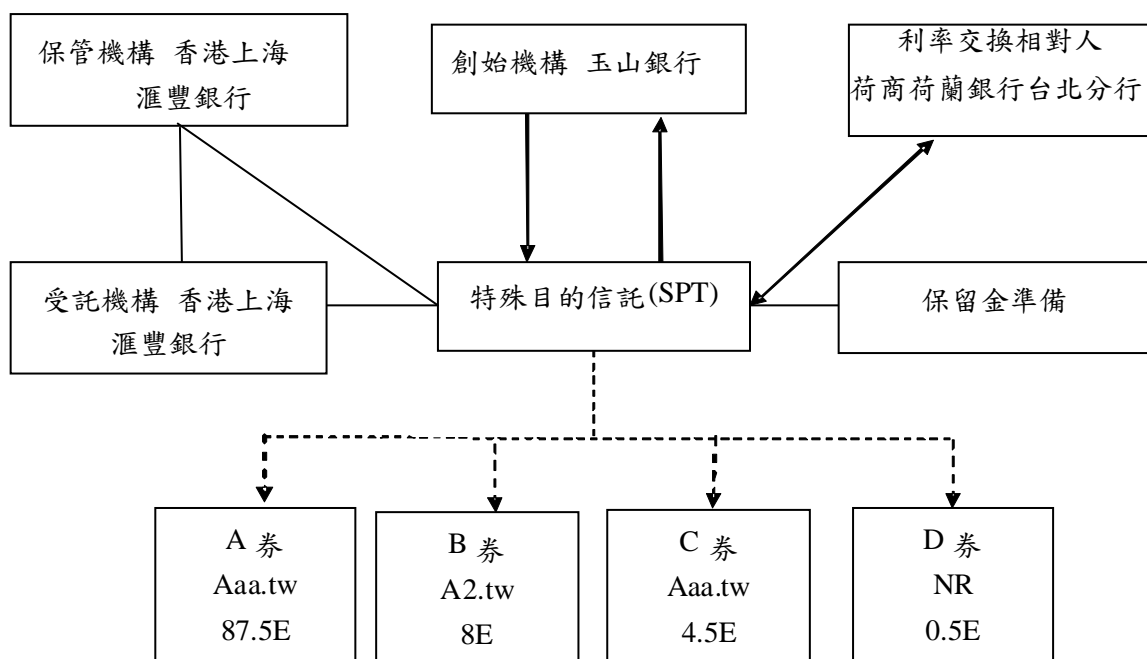 保管機構 香港上海
滙豐銀行
創始機構 玉山銀行
利率交換相對人
荷商荷蘭銀行台北分行
受託機構 香港上海
滙豐銀行
特殊目的信託(SPT)
保留金準備
A 券
Aaa.tw
87.5E
B 券
A2.tw
8E
C 券
Aaa.tw
4.5E
D 券
NR
0.5E